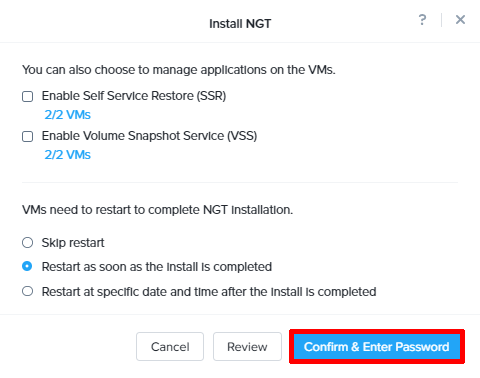 Install NGT
?
You can also choose to manage applications on the VMs.
Enable Self Service Restore (SSR)
2/2 VMs
Enable Volume Snapshot Service (VSS)
2/2 VMs
VMs need to restart to complete NGT installation.
Skip restart
Restart as soon as the install is completed
Restart at specific date and time after the install is completed
Cancel
Review
Confirm & Enter Password